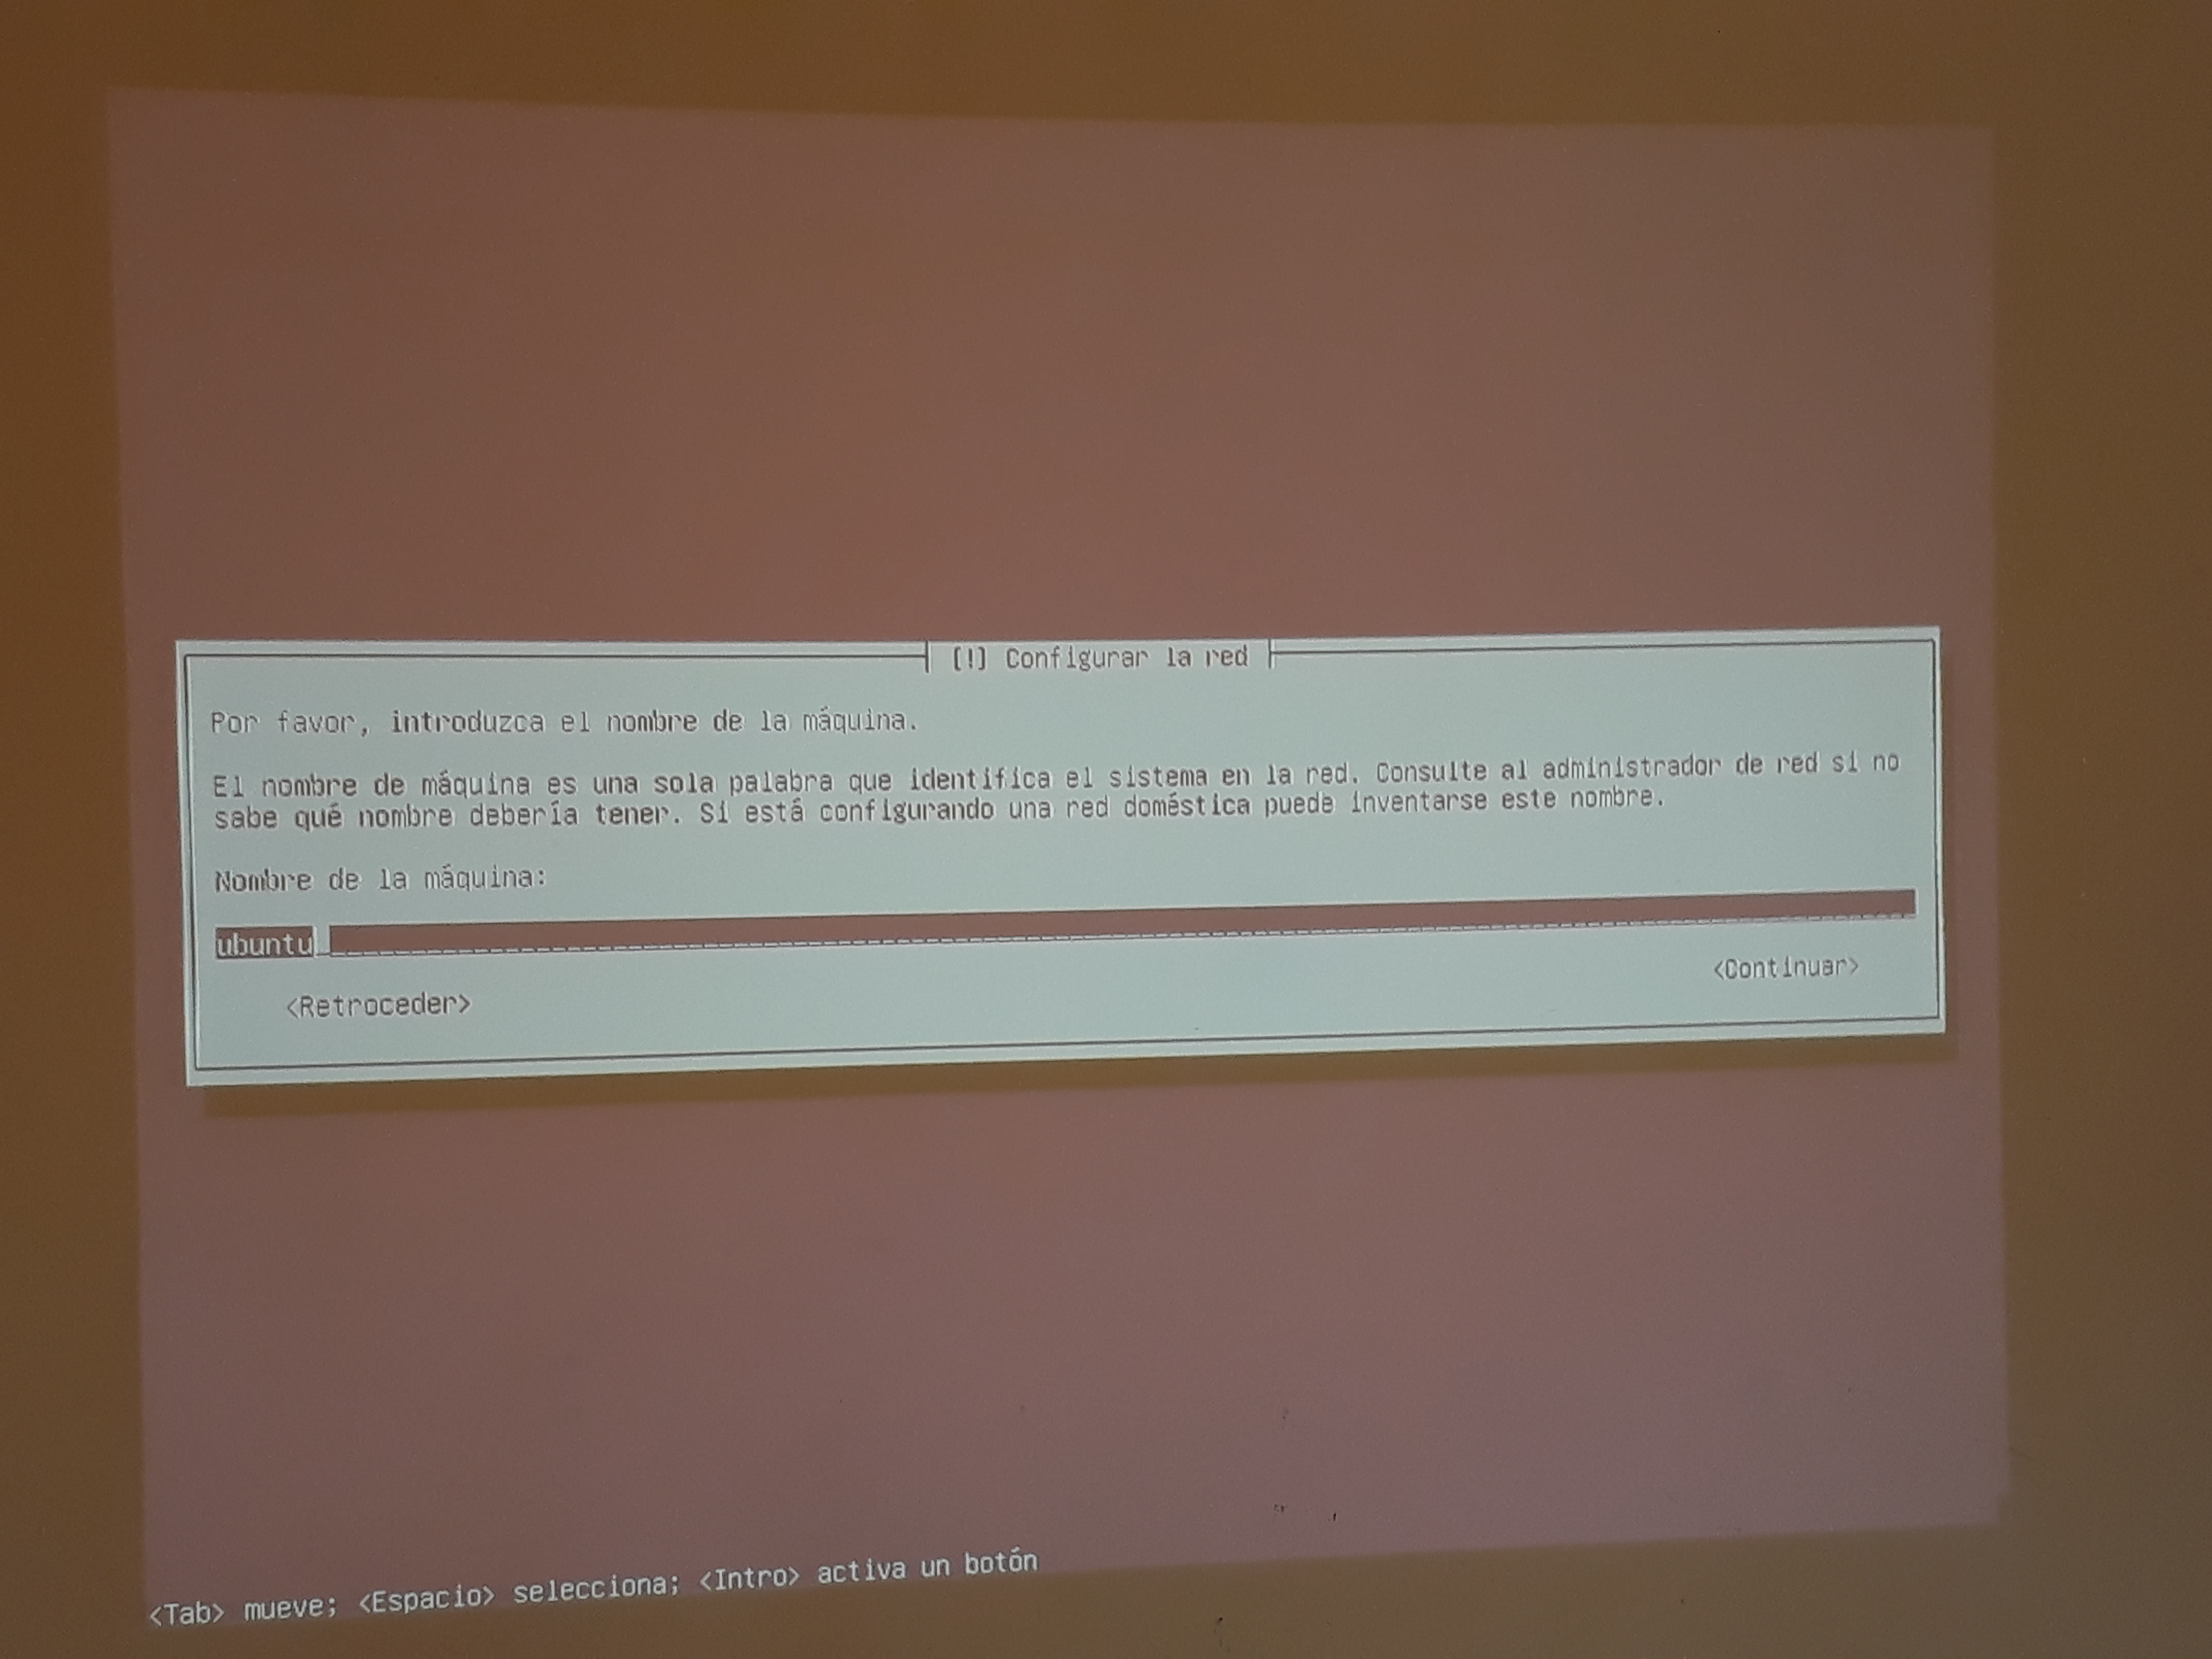 [!] Configurar la red
Por favor, introduzca el nombre de la máquina.
El nombre de máquina es una sola palabra que identifica el sistema en la red. Consulte al administrador de red si no
sabe qué nombre debería tener. Si está configurando una red doméstica puede inventarse este nombre.
Nombre de la máquina:
ubuntu
<Retroceder> <Continuar>
<Tab> mueve; <Espacio> selecciona; <Intro> activa un botón